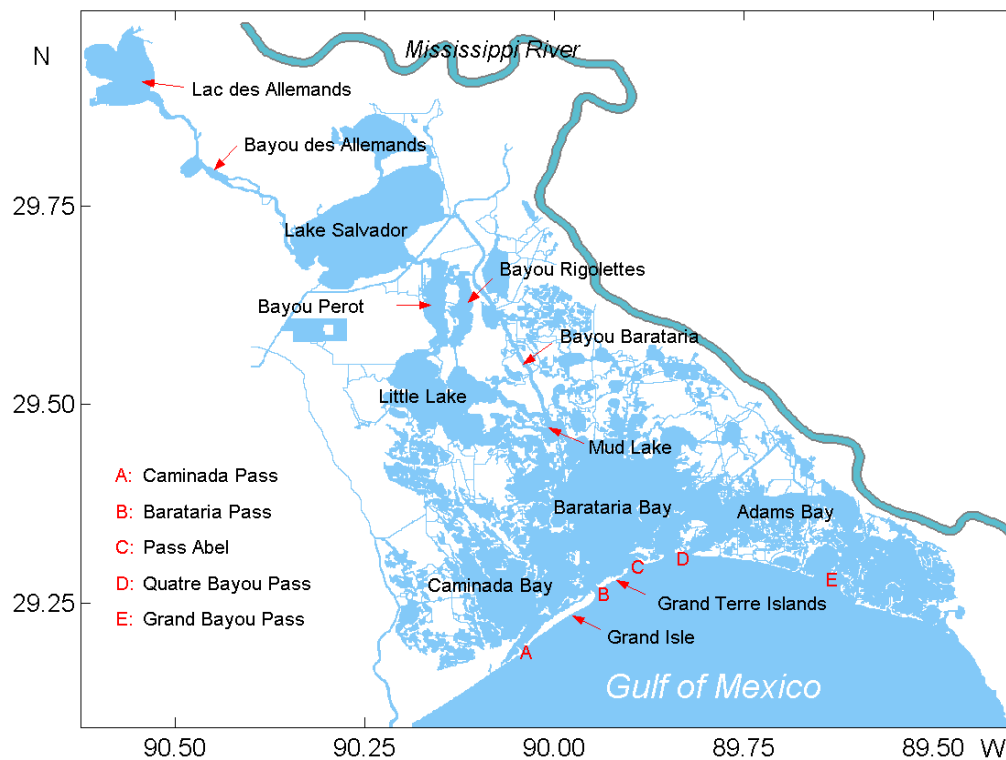 Mississippi River
N
Lac des Allemands
Bayou des Allemands
29.75
Lake Salvador
Bayou Rigolettes
Bayou Perot
Bayou Barataria
29.50
Little Lake
Mud Lake
A: Caminada Pass
B: Barataria Pass
C: Pass Abel
D: Quatre Bayou Pass
E: Grand Bayou Pass
Barataria Bay
Adams Bay
D
C
E
Caminada Bay
B
29.25
Grand Terre Islands
Grand Isle
A
Gulf of Mexico
90.50 90.25 90.00 89.75 89.50 W